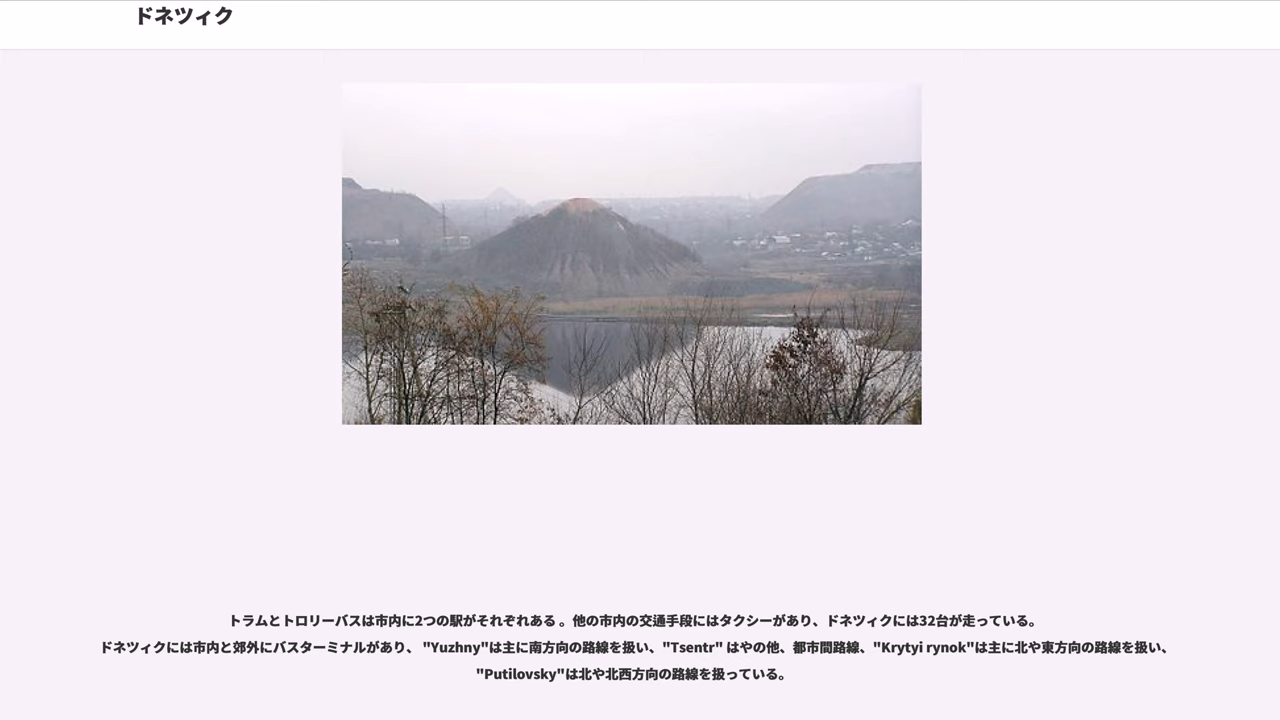 ドネツィク
トラムとトロリーバスは市内に2つの駅がそれぞれある 。他の市内の交通手段にはタクシーがあり、ドネツィクには32台が走っている。
ドネツィクには市内と郊外にバスターミナルがあり、 "Yuzhny"は主に南方向の路線を扱い、"Tsentr" はやの他、都市間路線、"Krytyi rynok"は主に北や東方向の路線を扱い、
"Putilovsky"は北や北西方向の路線を扱っている。